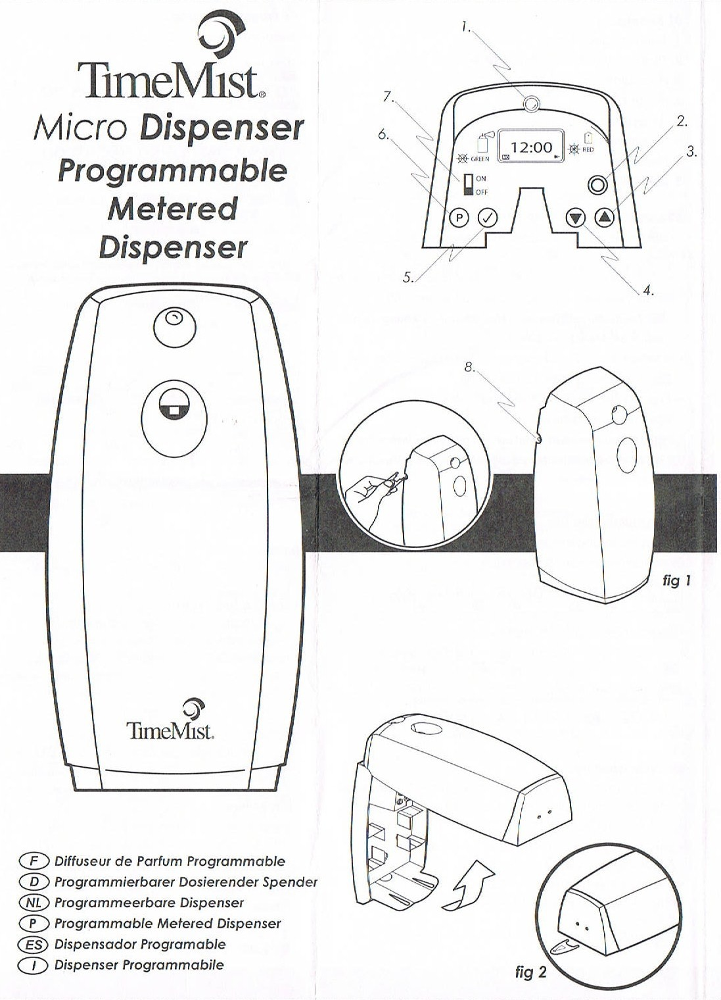 TimeMist®
Micro Dispenser
Programmable
Metered
Dispenser
TimeMist.
F Diffuseur de Parfum Programmable
D Programmierbarer Dosierender Spender
NL Programmeerbare Dispenser
P Programmable Metered Dispenser
ES Dispensador Programable
I Dispenser Programmabile
1.
7.
6.
2.
3.
12:00
GREEN
RED
ON
OFF
P
5.
4.
8.
fig 1
fig 2